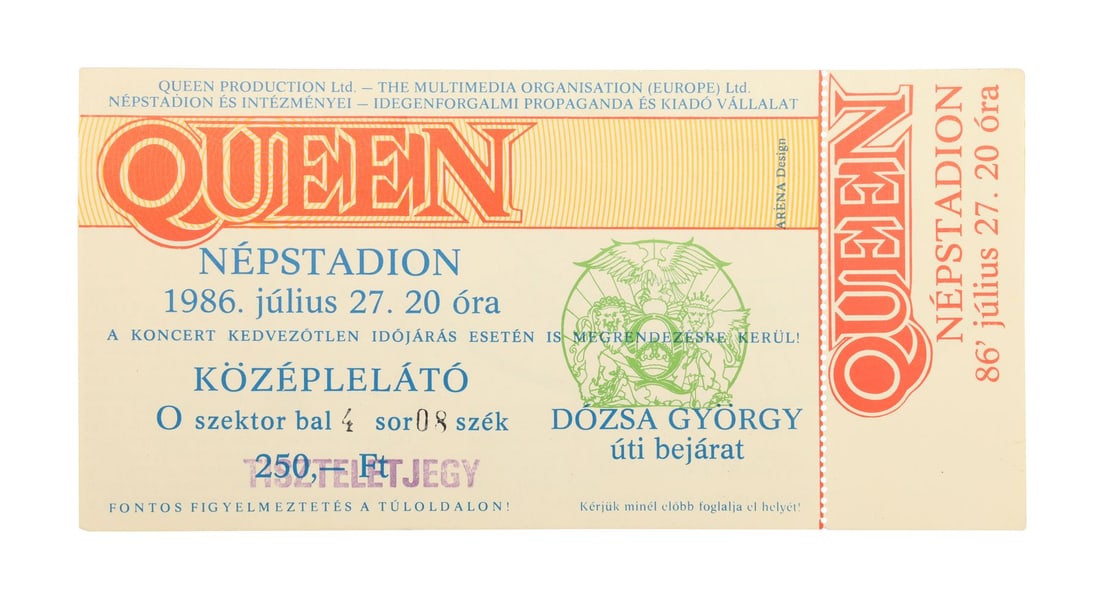 QUEEN PRODUCTION Ltd. — THE MULTIMEDIA ORGANISATION (EUROPE) Ltd.
NÉPSTADION ÉS INTÉZMÉNYEI — IDEGENFORGALMI PROPAGANDA ÉS KIADÓ VÁLLALAT
QUEEN
ARÉNA Design
NÉPSTADION
1986. július 27. 20 óra
A KONCERT KEDVEZŐTLEN IDŐJÁRÁS ESETÉN IS MEGRENDEZÉSRE KERÜL!
KÖZÉPLELÁTÓ
O szektor bal 4 sor 08 szék
250,— Ft
TISZTELETJEGY
FONTOS FIGYELMEZTETÉS A TÚLOLDALON!
Q
DÓZSA GYÖRGY
úti bejárat
Kérjük minél előbb foglalja el helyét!
QUEEN
NÉPSTADION
86' július 27. 20 óra